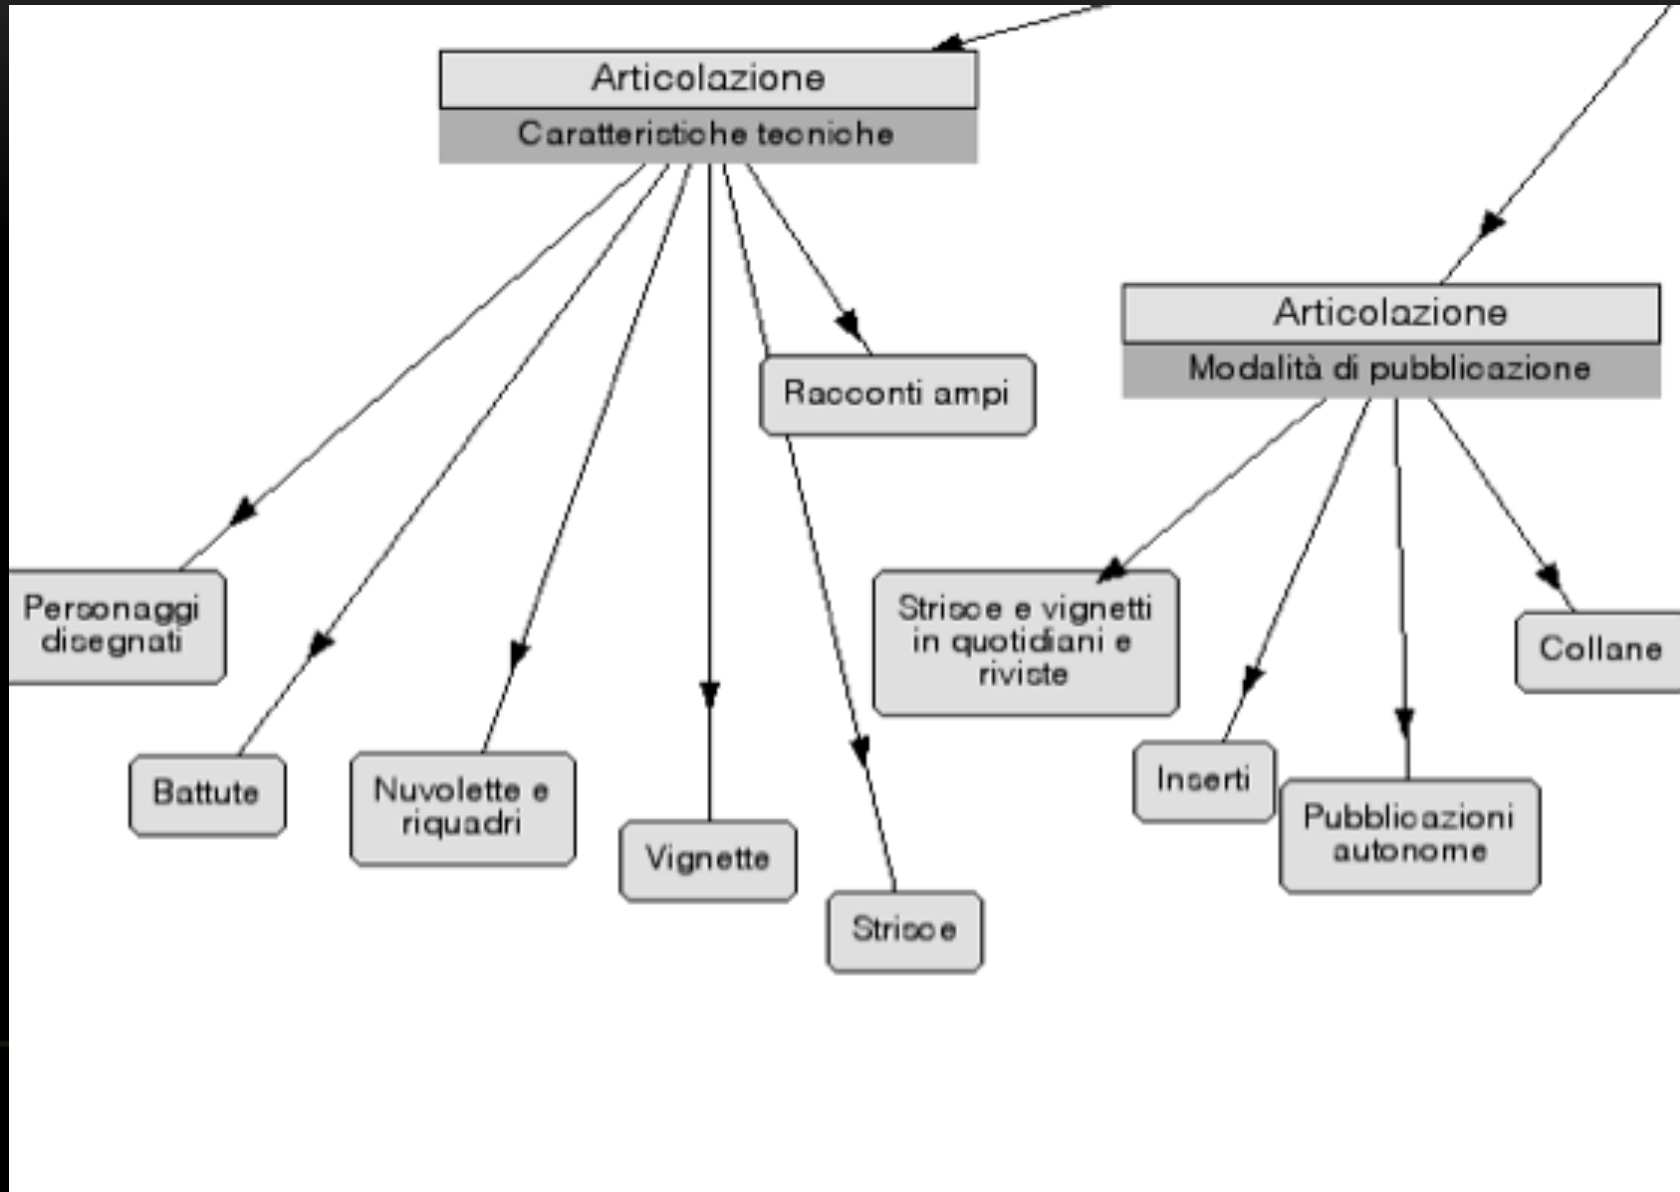 Articolazione
Caratteristiche tecniche
Articolazione
Modalità di pubblicazione
Racconti ampi
Personaggi
disegnati
Battute
Nuvolette e
riquadri
Vignette
Strisce
Strisce e vignetti
in quotidiani e
riviste
Inserti
Pubblicazioni
autonome
Collane